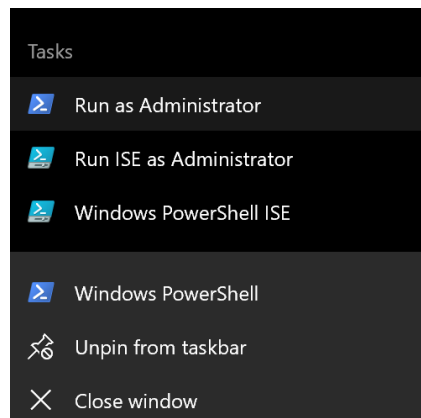 Tasks
Run as Administrator
Run ISE as Administrator
Windows PowerShell ISE
Windows PowerShell
Unpin from taskbar
Close window